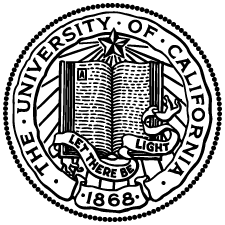 · THE · UNIVERSITY · OF · CALIFORNIA ·
A
LET THERE BE
LIGHT
· 1868 ·